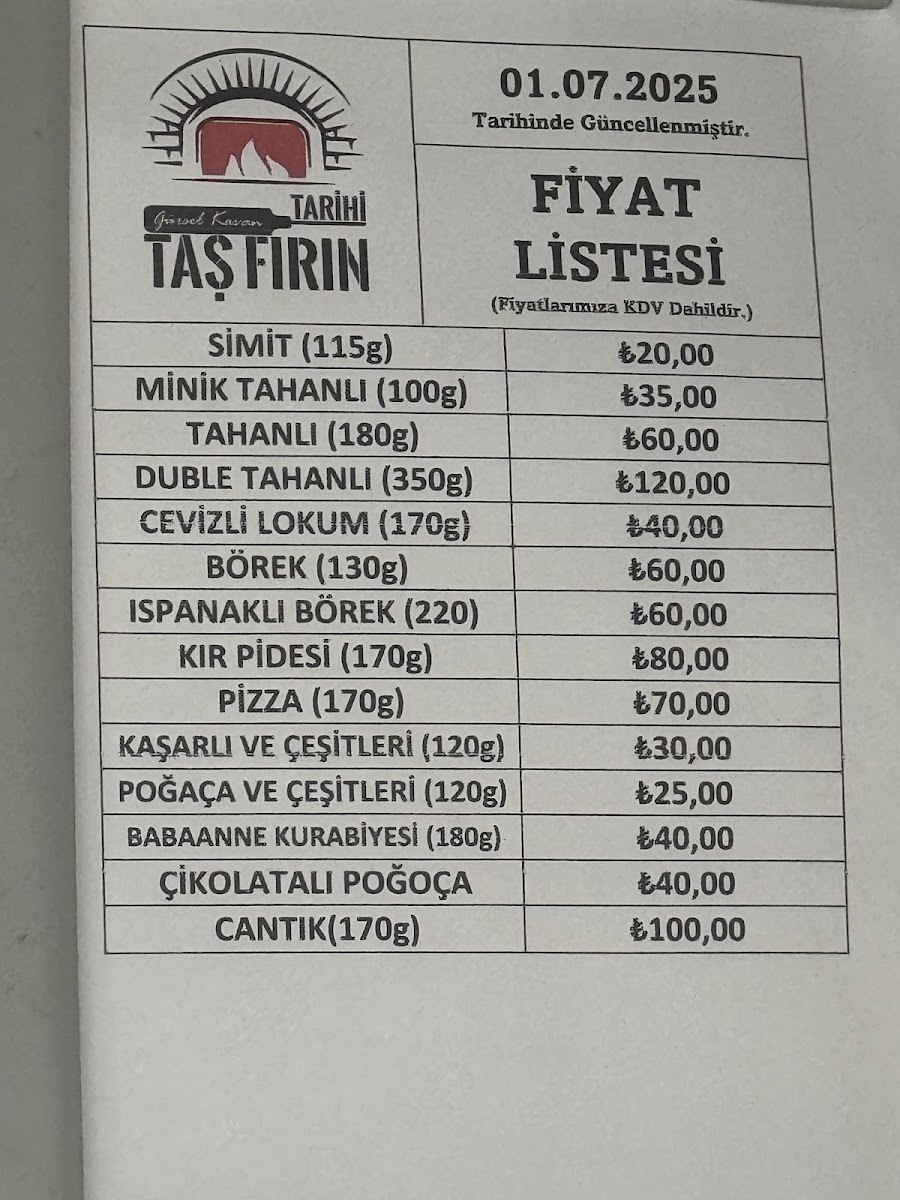 Gürsel Kavan
TARİHİ
TAŞ FIRIN
01.07.2025
Tarihinde Güncellenmiştir.
FİYAT
LİSTESİ
(Fiyatlarımıza KDV Dahildir.)
SİMİT (115g) ₺20,00
MİNİK TAHANLI (100g) ₺35,00
TAHANLI (180g) ₺60,00
DUBLE TAHANLI (350g) ₺120,00
CEVİZLİ LOKUM (170g) ₺40,00
BÖREK (130g) ₺60,00
ISPANAKLI BÖREK (220) ₺60,00
KIR PİDESİ (170g) ₺80,00
PİZZA (170g) ₺70,00
KAŞARLI VE ÇEŞİTLERİ (120g) ₺30,00
POĞAÇA VE ÇEŞİTLERİ (120g) ₺25,00
BABAANNE KURABİYESİ (180g) ₺40,00
ÇİKOLATALI POĞOÇA ₺40,00
CANTIK(170g) ₺100,00